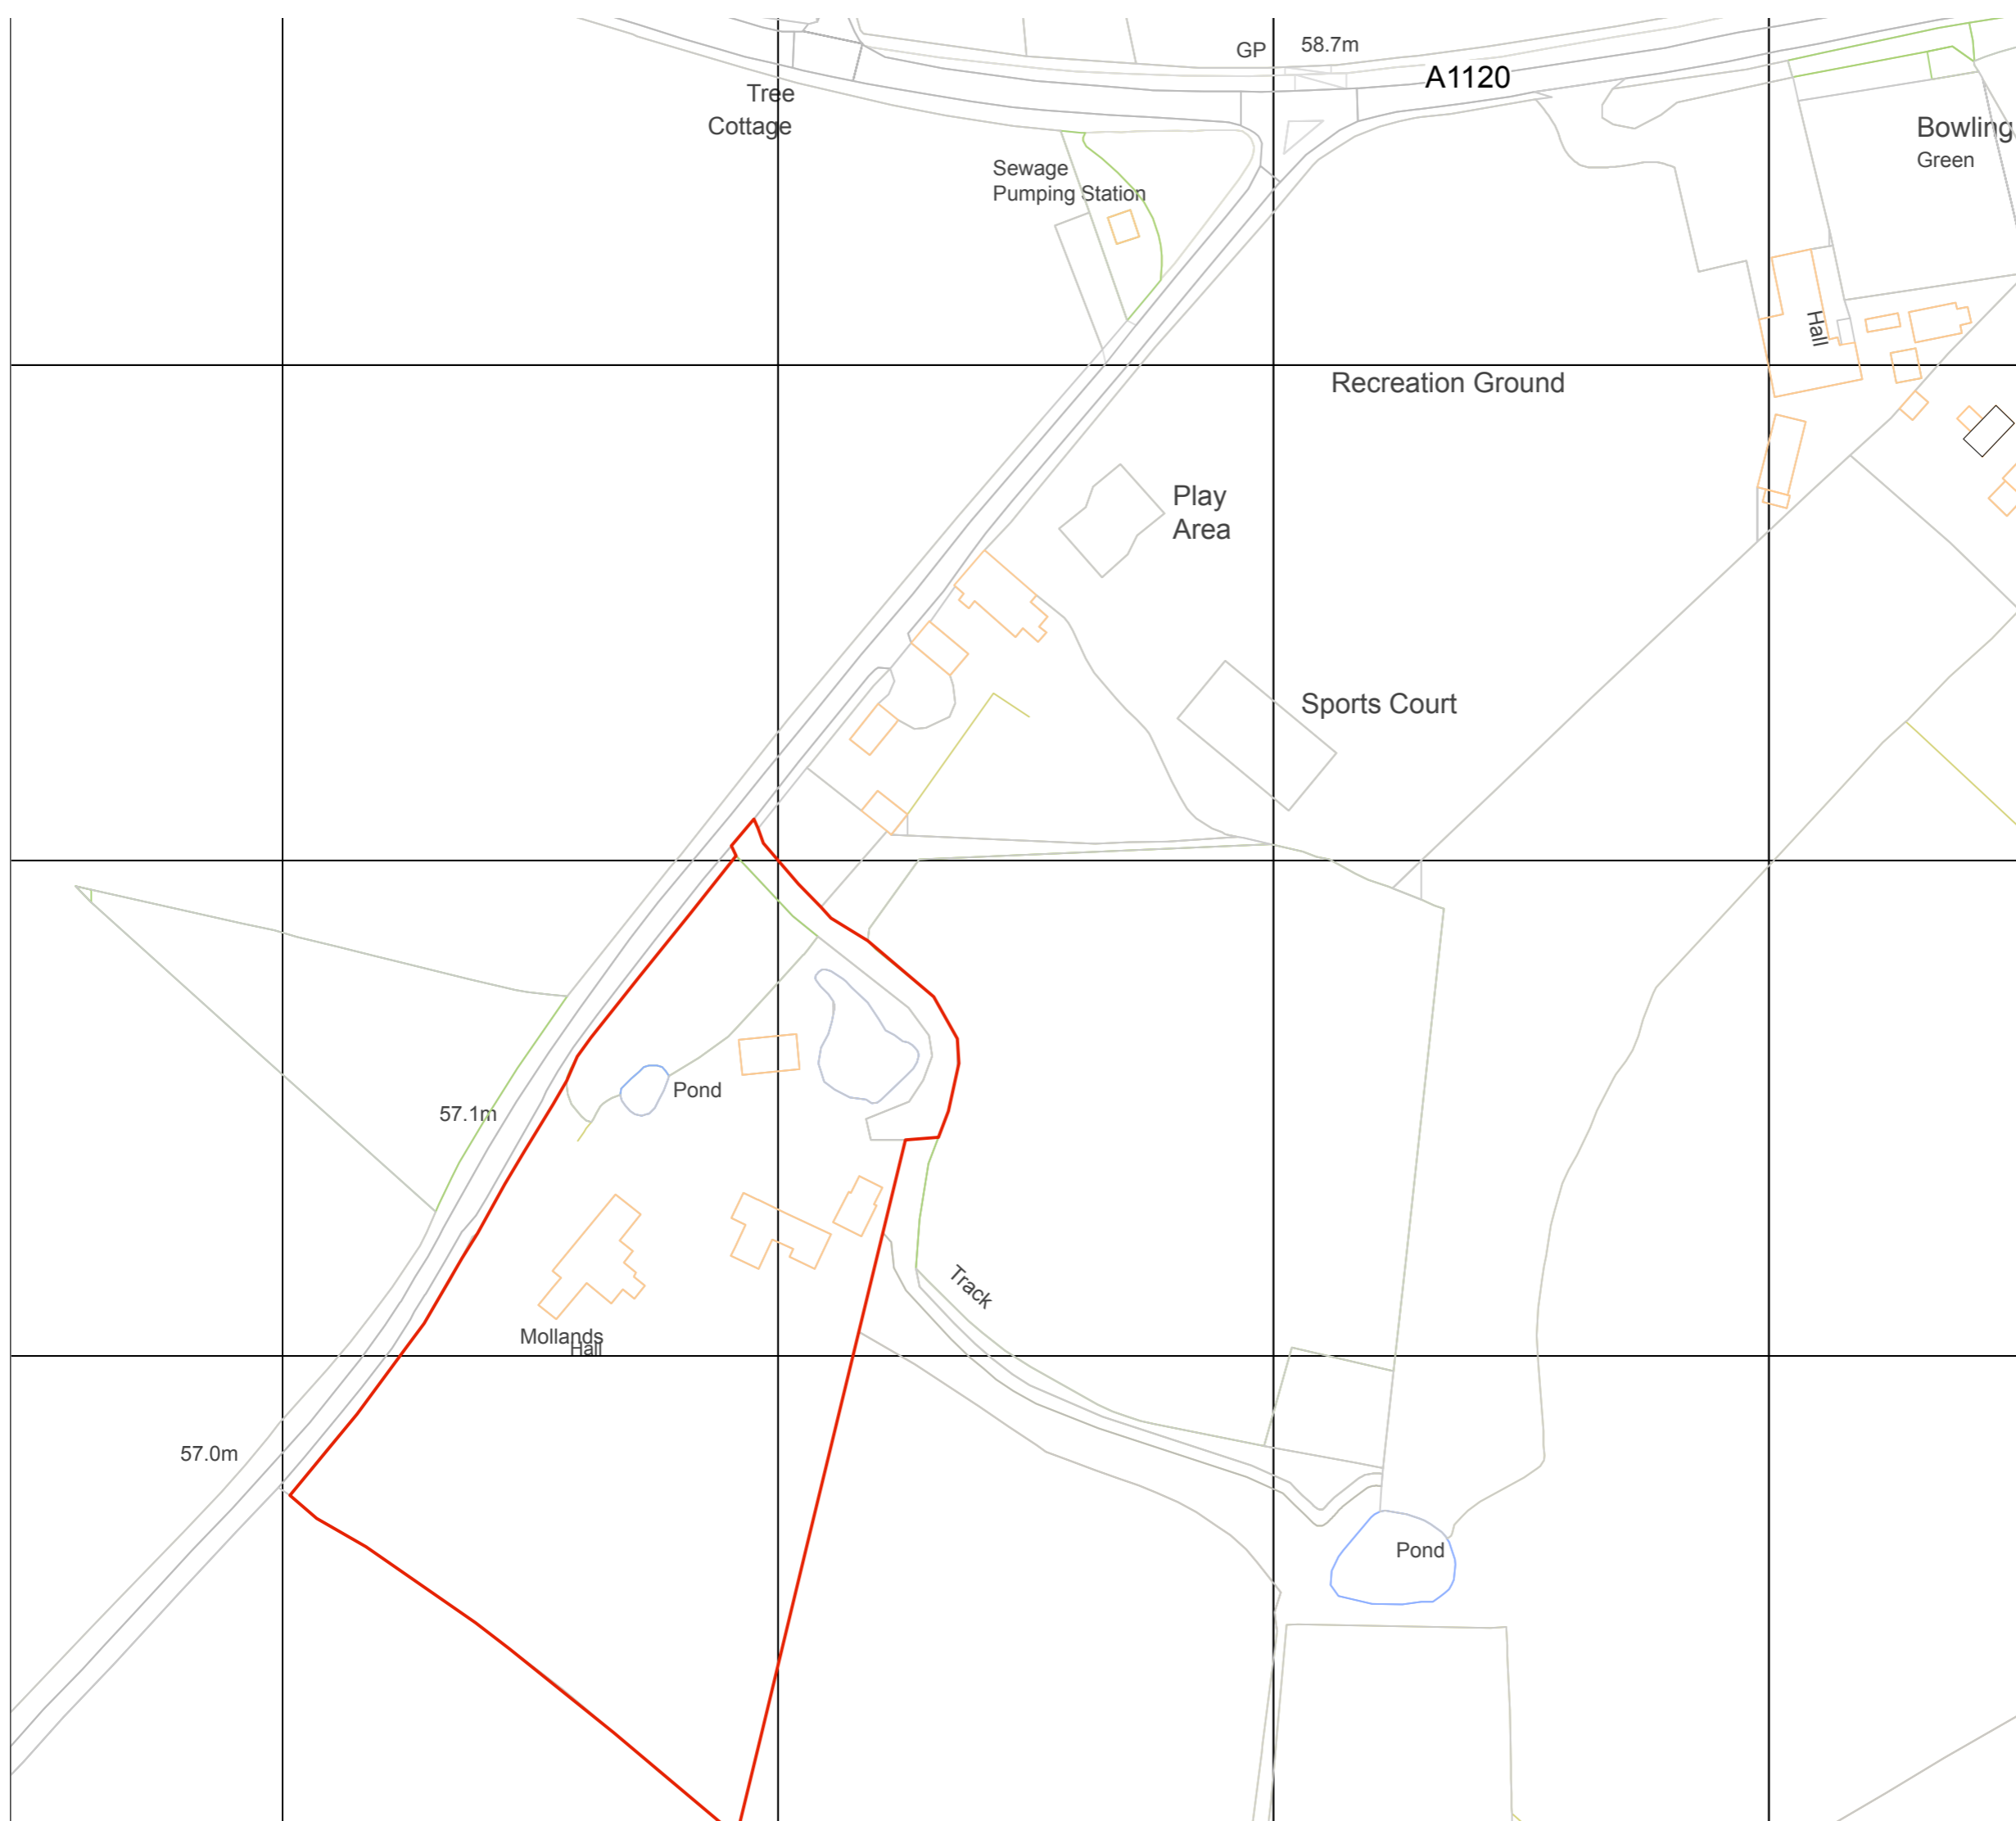 GP
58.7m
A1120
Tree
Cottage
Bowling
Green
Sewage
Pumping Station
Hall
Recreation Ground
Play
Area
Sports Court
Pond
57.1m
Track
Mollands
Hall
57.0m
Pond